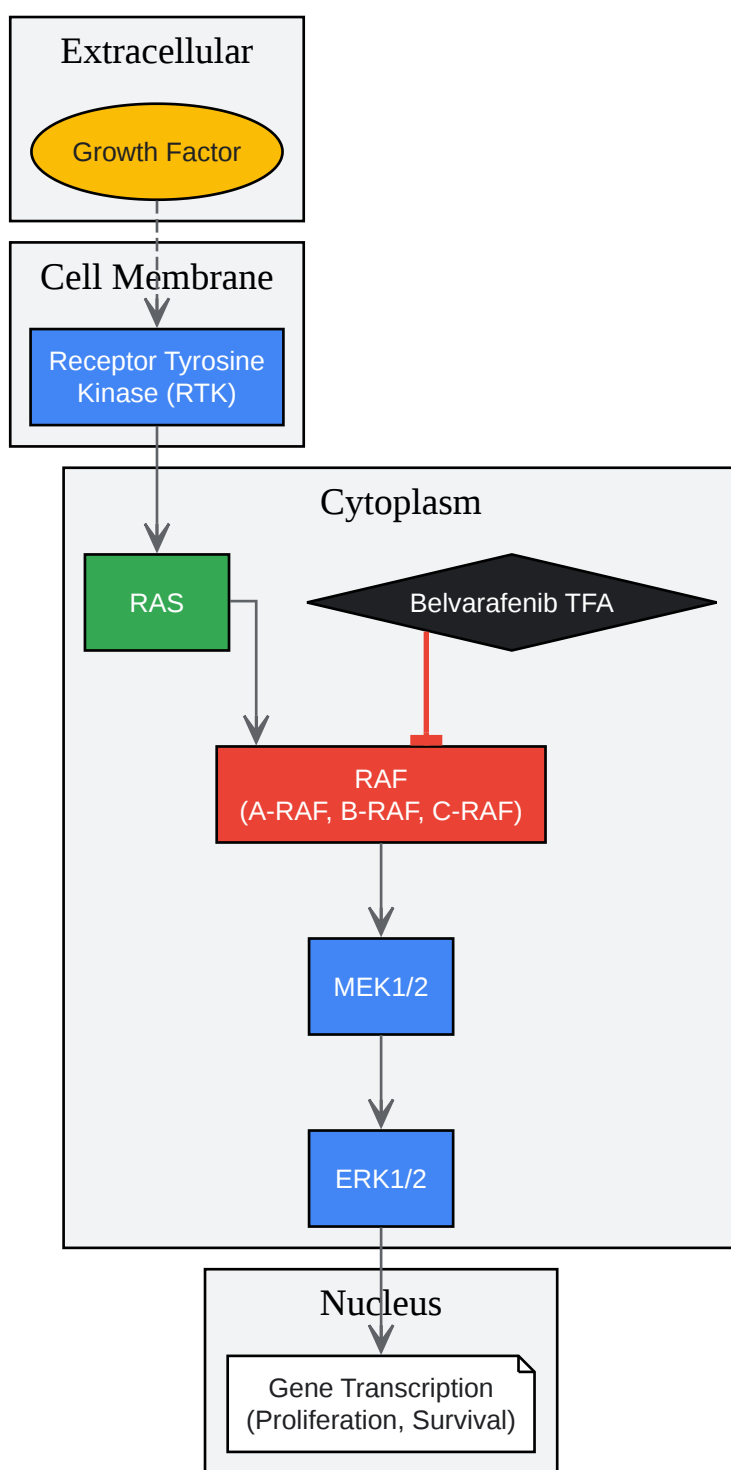 Extracellular
Growth Factor
Cell Membrane
Receptor Tyrosine
Kinase (RTK)
Cytoplasm
RAS
Belvarafenib TFA
RAF
(A-RAF, B-RAF, C-RAF)
MEK1/2
ERK1/2
Nucleus
Gene Transcription
(Proliferation, Survival)